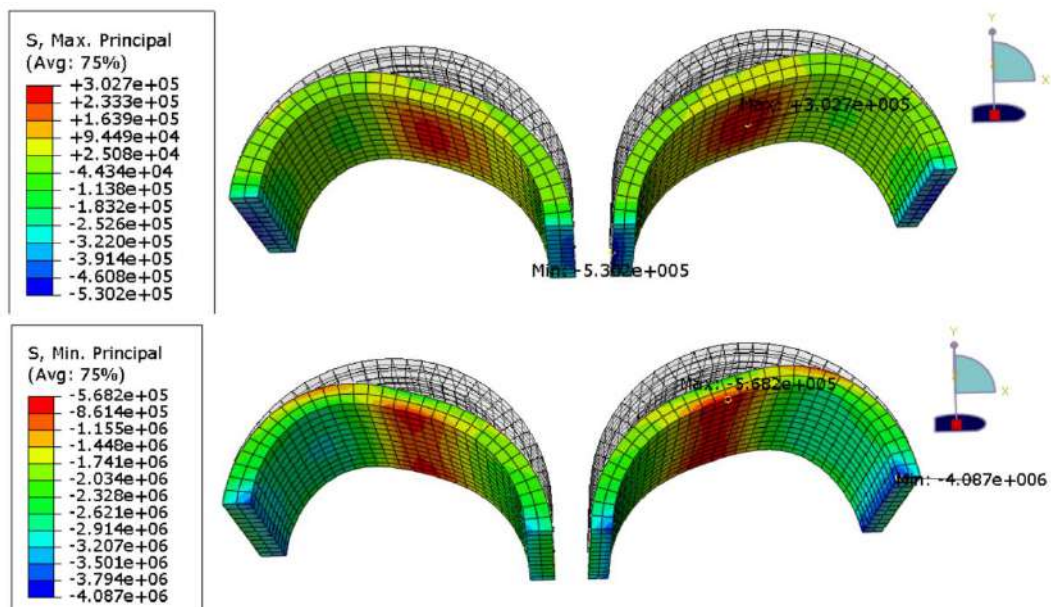 S, Max. Principal
(Avg: 75%)
+3.027e+05
+2.333e+05
+1.639e+05
+9.449e+04
+2.508e+04
-4.434e+04
-1.138e+05
-1.832e+05
-2.526e+05
-3.220e+05
-3.914e+05
-4.608e+05
-5.302e+05
Max: +3.027e+005
Min: -5.302e+005
Y
X
S, Min. Principal
(Avg: 75%)
-5.682e+05
-8.614e+05
-1.155e+06
-1.448e+06
-1.741e+06
-2.034e+06
-2.328e+06
-2.621e+06
-2.914e+06
-3.207e+06
-3.501e+06
-3.794e+06
-4.087e+06
Max: -5.682e+005
Min: -4.087e+006
Y
X